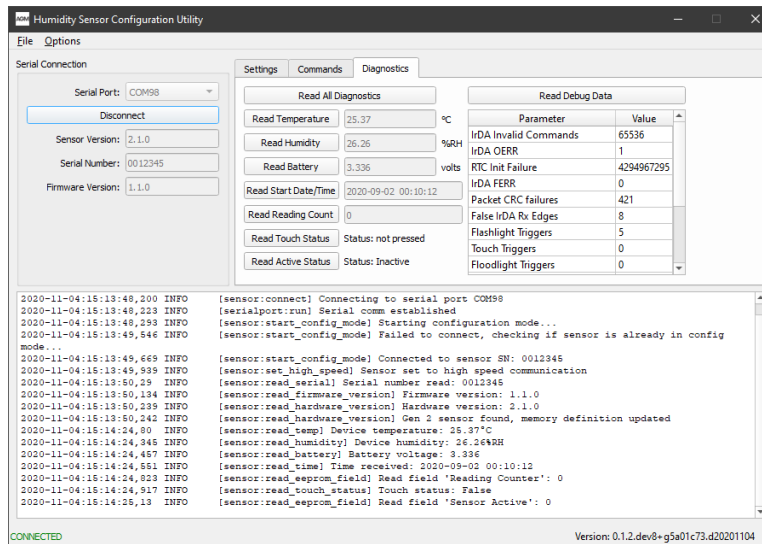 AGM Humidity Sensor Configuration Utility
File Options
Serial Connection
Serial Port: COM98
Disconnect
Sensor Version: 2.1.0
Serial Number: 0012345
Firmware Version: 1.1.0
Settings Commands Diagnostics
Read All Diagnostics
Read Temperature 25.37 °C
Read Humidity 26.26 %RH
Read Battery 3.336 volts
Read Start Date/Time 2020-09-02 00:10:12
Read Reading Count 0
Read Touch Status Status: not pressed
Read Active Status Status: Inactive
Read Debug Data
Parameter Value
IrDA Invalid Commands 65536
IrDA OERR 1
RTC Init Failure 4294967295
IrDA FERR 0
Packet CRC failures 421
False IrDA Rx Edges 8
Flashlight Triggers 5
Touch Triggers 0
Floodlight Triggers 0
2020-11-04:15:13:48,200 INFO [sensor:connect] Connecting to serial port COM98
2020-11-04:15:13:48,223 INFO [serialport:run] Serial comm established
2020-11-04:15:13:48,293 INFO [sensor:start_config_mode] Starting configuration mode...
2020-11-04:15:13:49,546 INFO [sensor:start_config_mode] Failed to connect, checking if sensor is already in config
mode...
2020-11-04:15:13:49,669 INFO [sensor:start_config_mode] Connected to sensor SN: 0012345
2020-11-04:15:13:49,939 INFO [sensor:set_high_speed] Sensor set to high speed communication
2020-11-04:15:13:50,29 INFO [sensor:read_serial] Serial number read: 0012345
2020-11-04:15:13:50,134 INFO [sensor:read_firmware_version] Firmware version: 1.1.0
2020-11-04:15:13:50,239 INFO [sensor:read_hardware_version] Hardware version: 2.1.0
2020-11-04:15:13:50,242 INFO [sensor:read_hardware_version] Gen 2 sensor found, memory definition updated
2020-11-04:15:14:24,80 INFO [sensor:read_temp] Device temperature: 25.37°C
2020-11-04:15:14:24,345 INFO [sensor:read_humidity] Device humidity: 26.26%RH
2020-11-04:15:14:24,457 INFO [sensor:read_battery] Battery voltage: 3.336
2020-11-04:15:14:24,551 INFO [sensor:read_time] Time received: 2020-09-02 00:10:12
2020-11-04:15:14:24,823 INFO [sensor:read_eeprom_field] Read field 'Reading Counter': 0
2020-11-04:15:14:24,917 INFO [sensor:read_touch_status] Touch status: False
2020-11-04:15:14:25,13 INFO [sensor:read_eeprom_field] Read field 'Sensor Active': 0
CONNECTED Version: 0.1.2.dev8+g5a01c73.d20201104